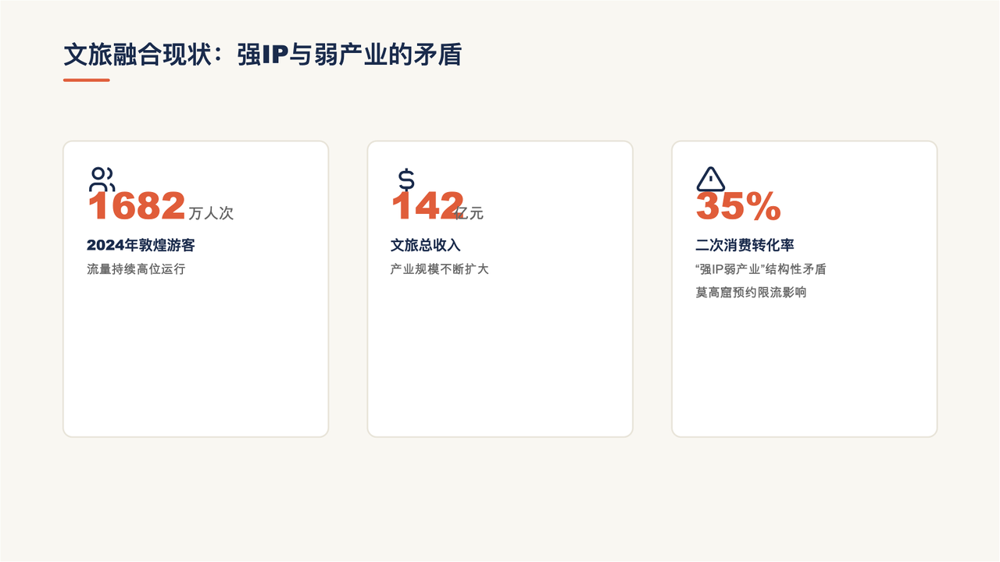 文旅融合现状：强IP与弱产业的矛盾
1682 万人次
2024年敦煌游客
流量持续高位运行
142亿元
文旅总收入
产业规模不断扩大
35%
二次消费转化率
“强IP弱产业”结构性矛盾
莫高窟预约限流影响